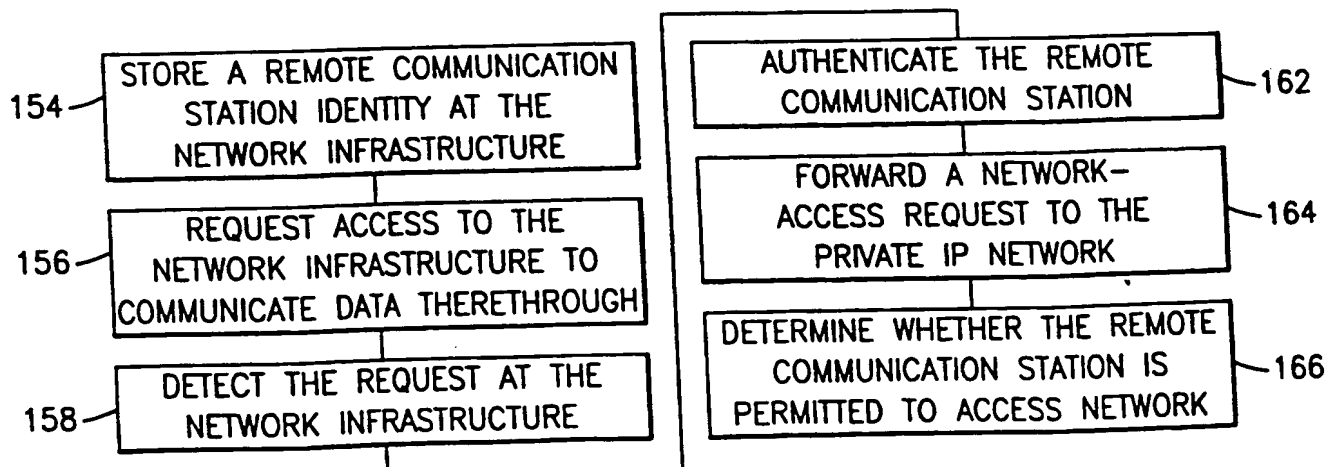 154
STORE A REMOTE COMMUNICATION
STATION IDENTITY AT THE
NETWORK INFRASTRUCTURE
156
REQUEST ACCESS TO THE
NETWORK INFRASTRUCTURE TO
COMMUNICATE DATA THERETHROUGH
158
DETECT THE REQUEST AT THE
NETWORK INFRASTRUCTURE
AUTHENTICATE THE REMOTE
COMMUNICATION STATION
162
FORWARD A NETWORK-
ACCESS REQUEST TO THE
PRIVATE IP NETWORK
164
DETERMINE WHETHER THE REMOTE
COMMUNICATION STATION IS
PERMITTED TO ACCESS NETWORK
166